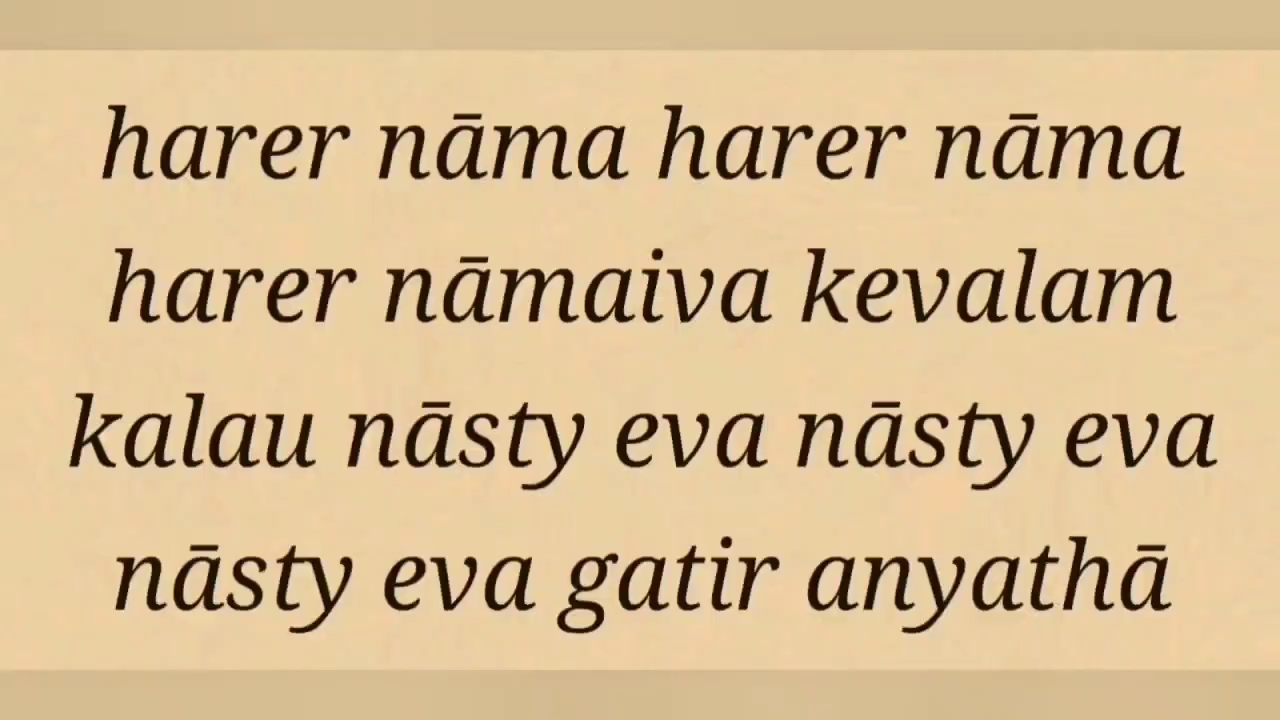 harer nāma harer nāma
harer nāmaiva kevalam
kalau nāsty eva nāsty eva
nāsty eva gatir anyathā